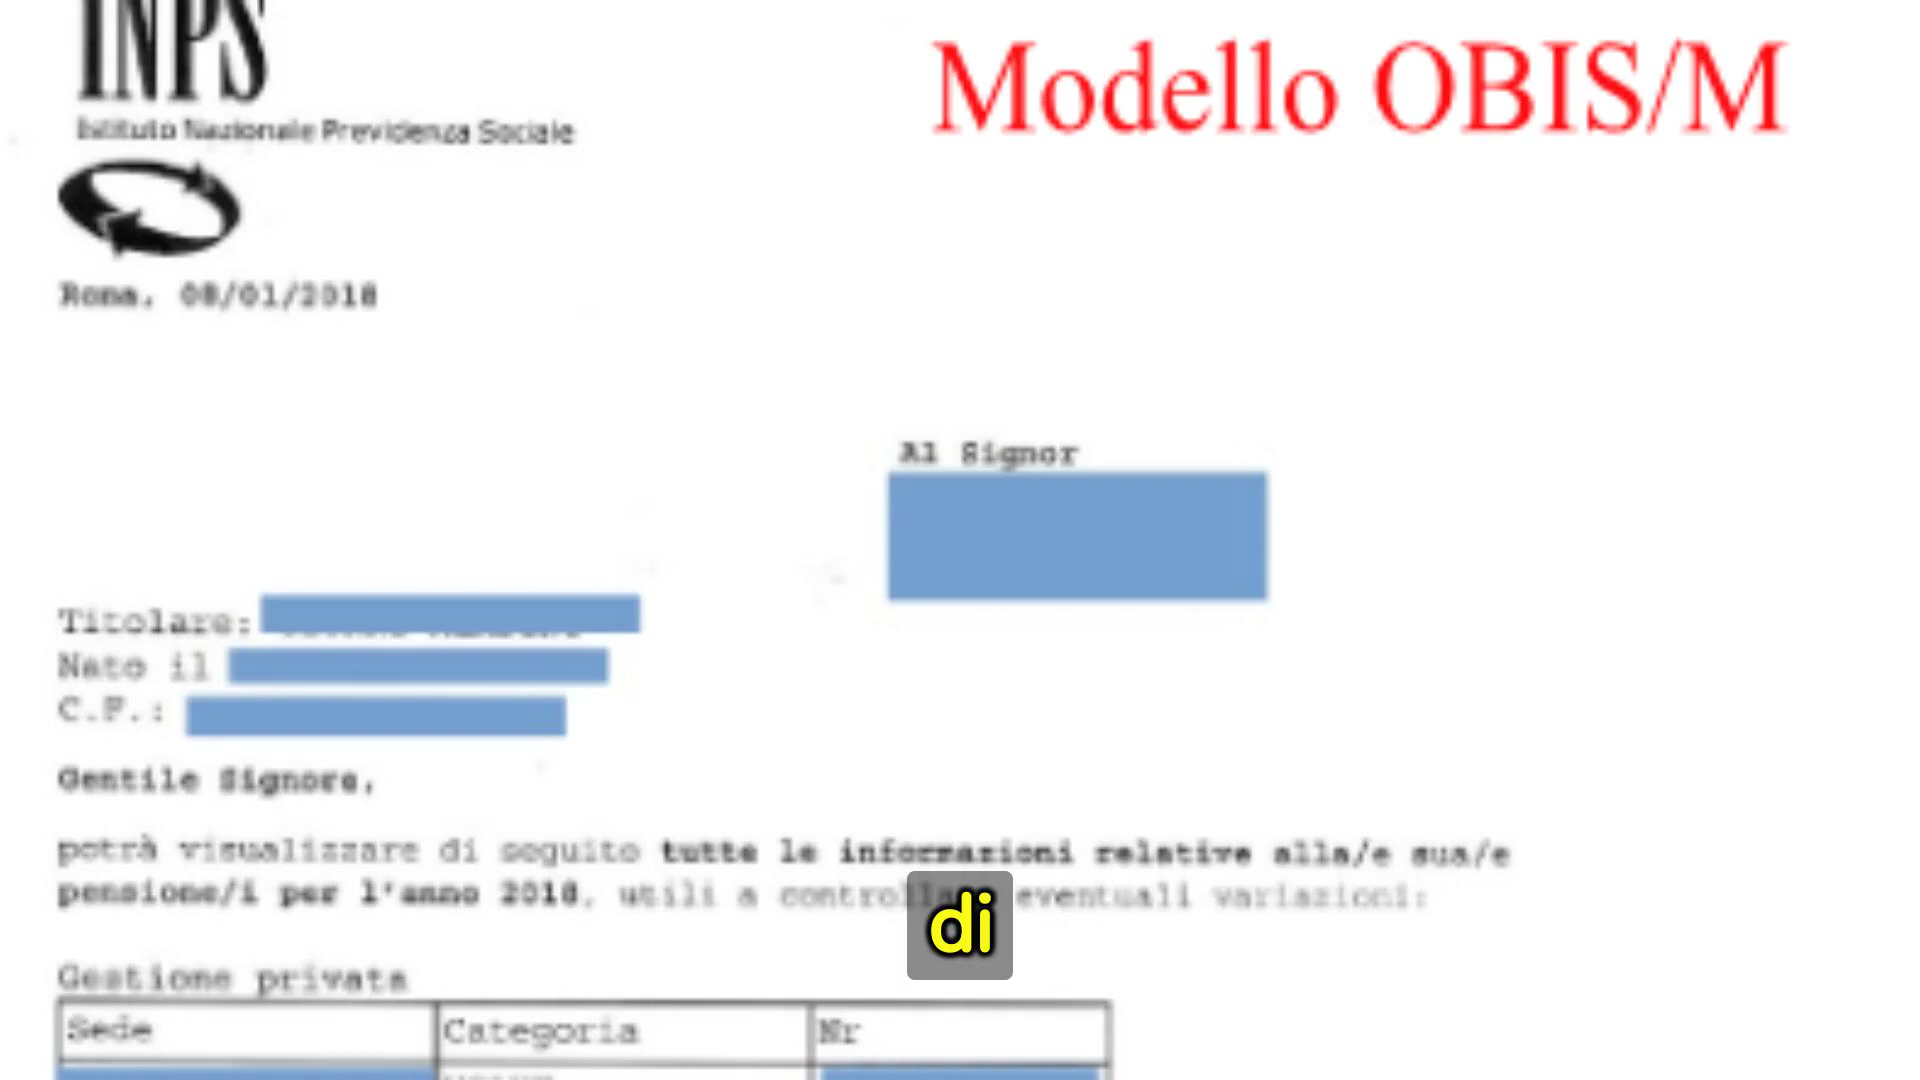 INPS
Modello OBIS/M
Istituto Nazionale Previdenza Sociale
Roma, 08/01/2018
Al Signor
Titolare:
Nato il
C.F.:
Gentile Signore,
potrà visualizzare di seguito tutte le informazioni relative alla/e sua/e
pensione/i per l'anno 2018, utili a eventuali variazioni:
di
Gestione privata
Sede Categoria Nr